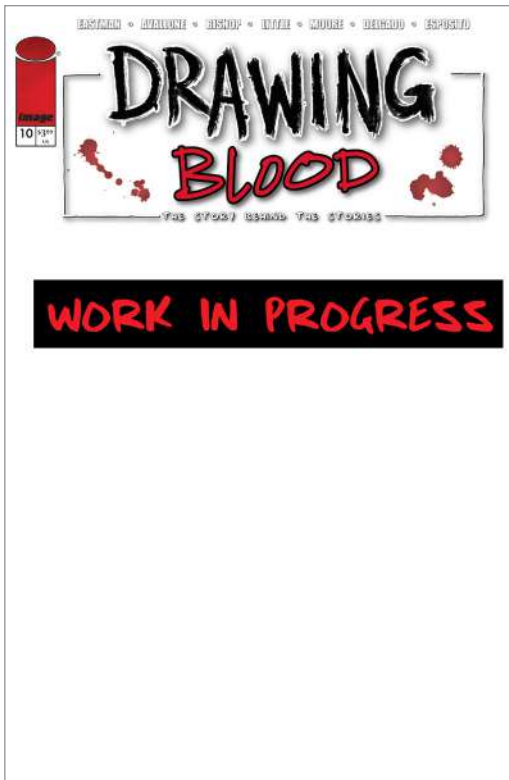 EASTMAN • AVALLONE • BISHOP • LITTLE • MOORE • DELGADO • ESPOSITO
DRAWING
BLOOD
THE STORY BEHIND THE STORIES
image
10 $3.99
US
WORK IN PROGRESS